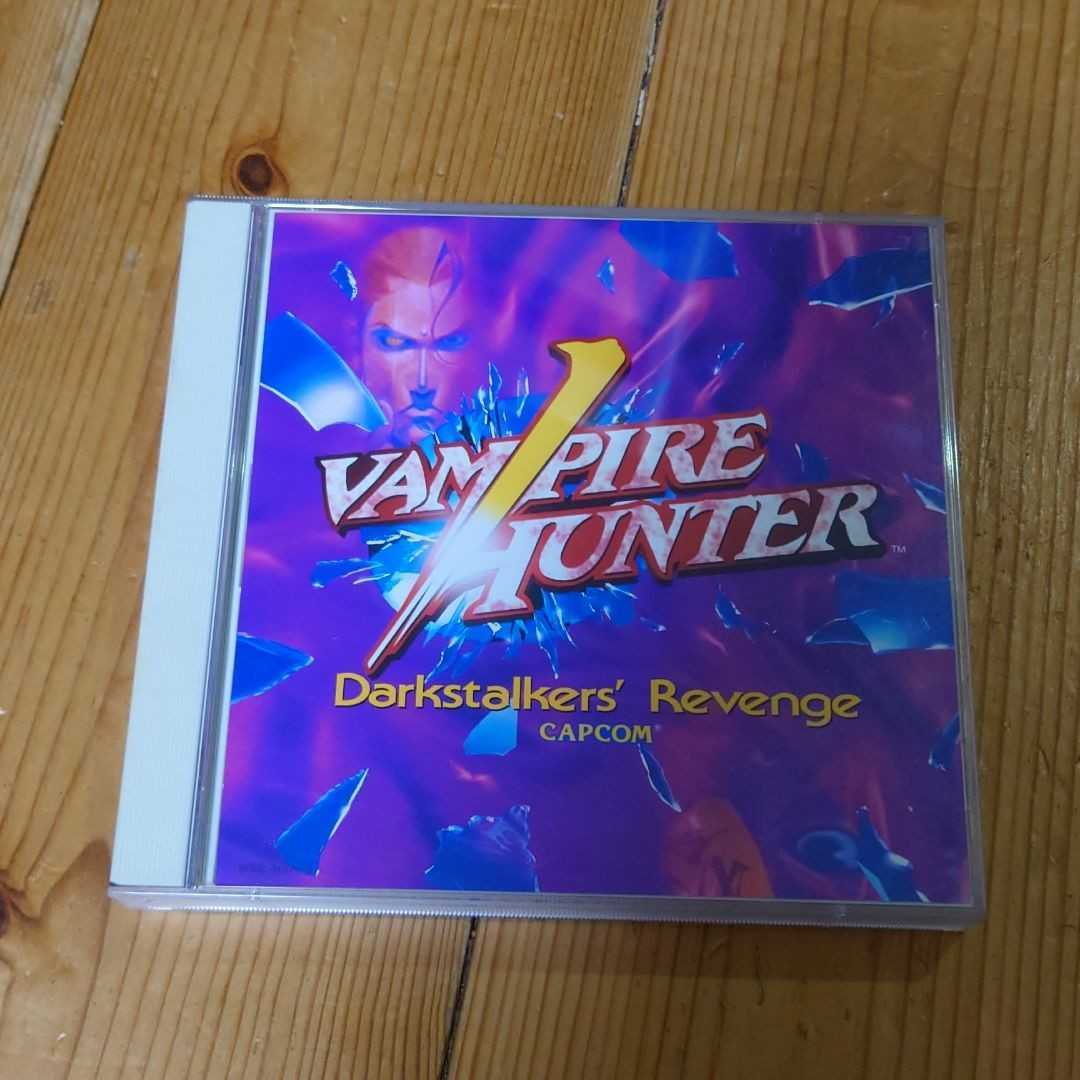 VAMPIRE
HUNTER™
Darkstalkers' Revenge
CAPCOM®